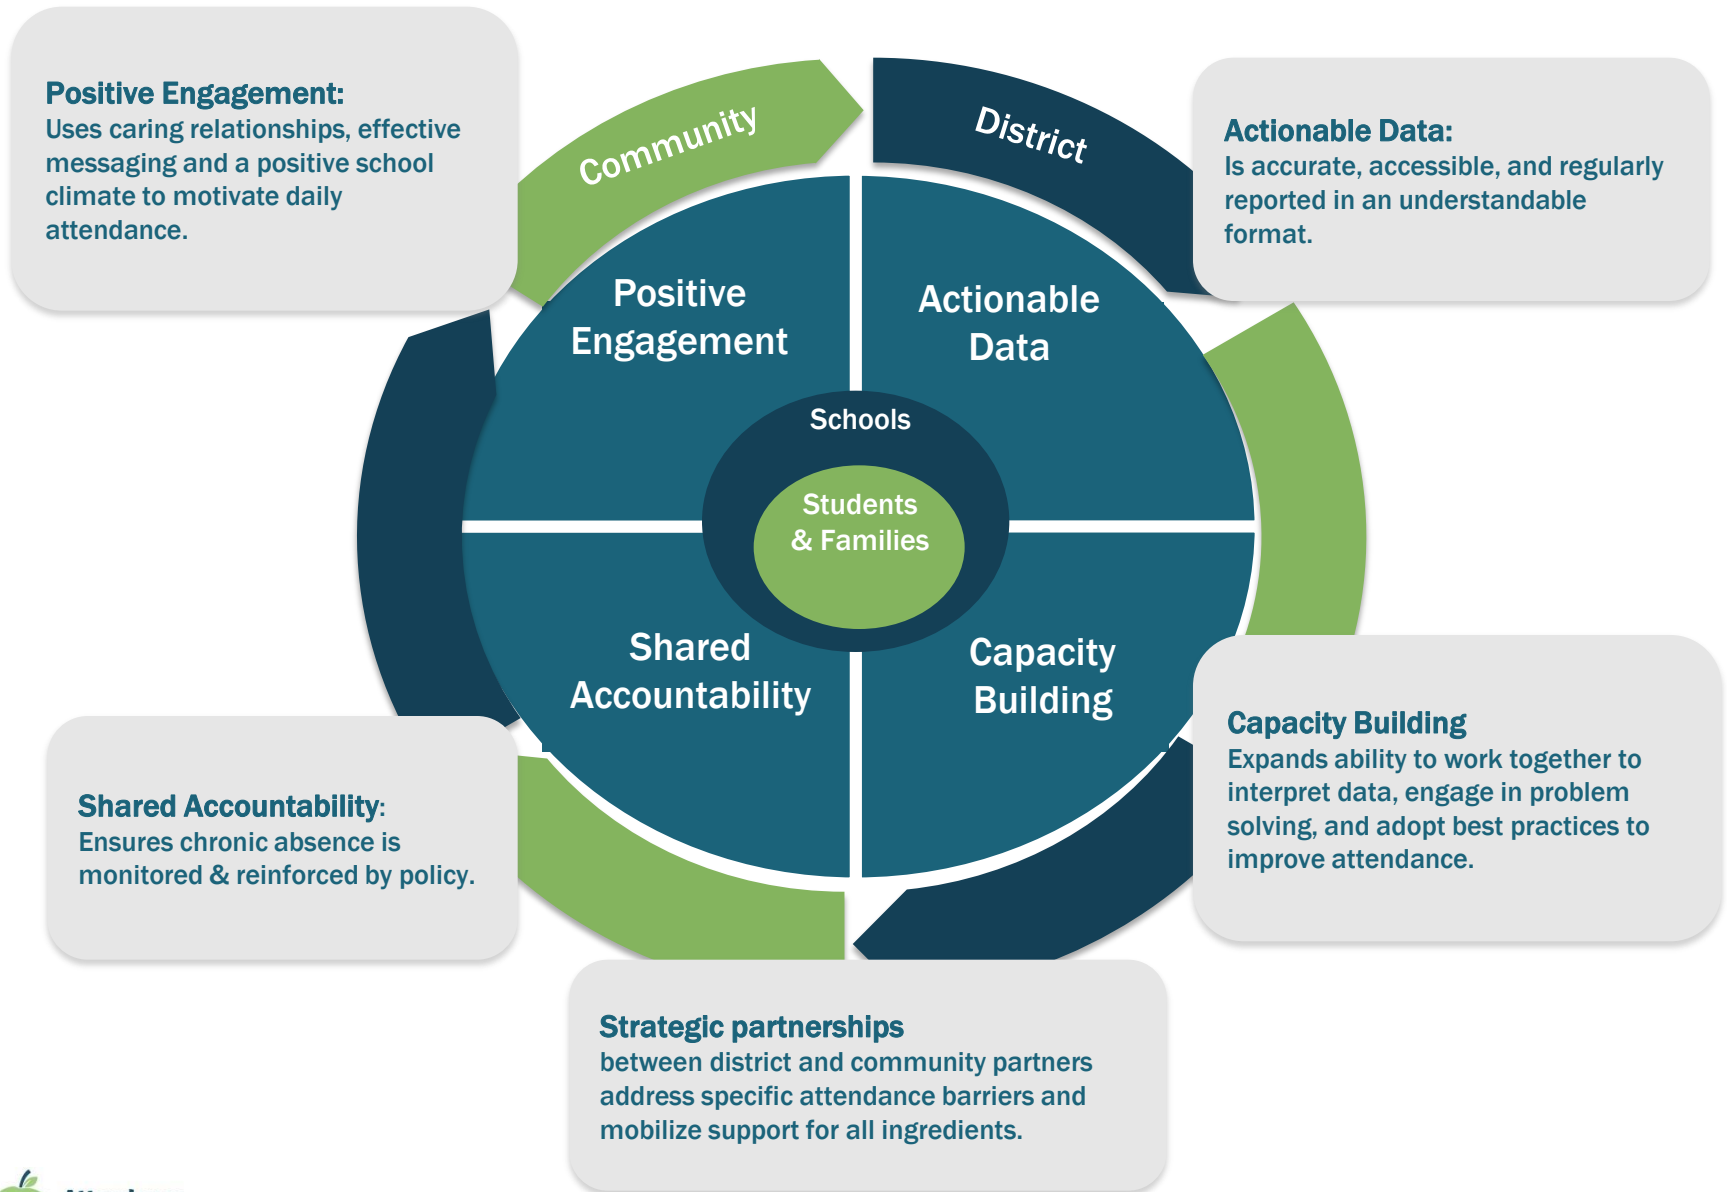 Positive Engagement:
Uses caring relationships, effective
messaging and a positive school
climate to motivate daily
attendance.
Community
District
Actionable Data:
Is accurate, accessible, and regularly
reported in an understandable
format.
Positive
Engagement
Actionable
Data
Schools
Students
& Families
Shared
Accountability
Capacity
Building
Shared Accountability:
Ensures chronic absence is
monitored & reinforced by policy.
Capacity Building
Expands ability to work together to
interpret data, engage in problem
solving, and adopt best practices to
improve attendance.
Strategic partnerships
between district and community partners
address specific attendance barriers and
mobilize support for all ingredients.